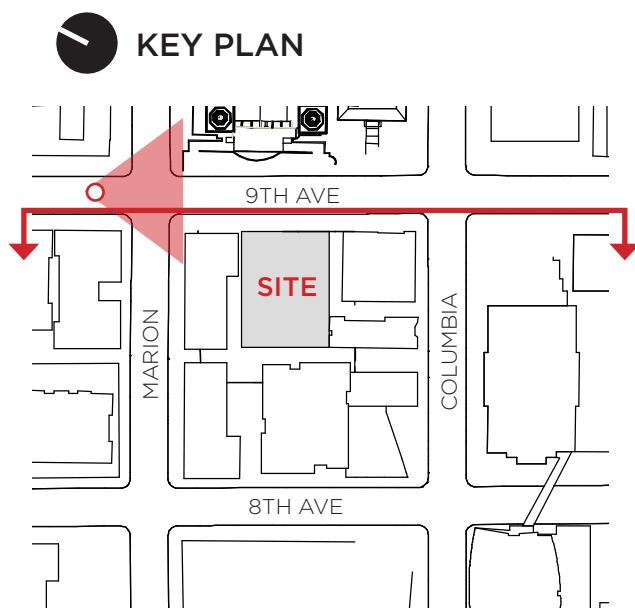 KEY PLAN
9TH AVE
SITE
MARION
COLUMBIA
8TH AVE